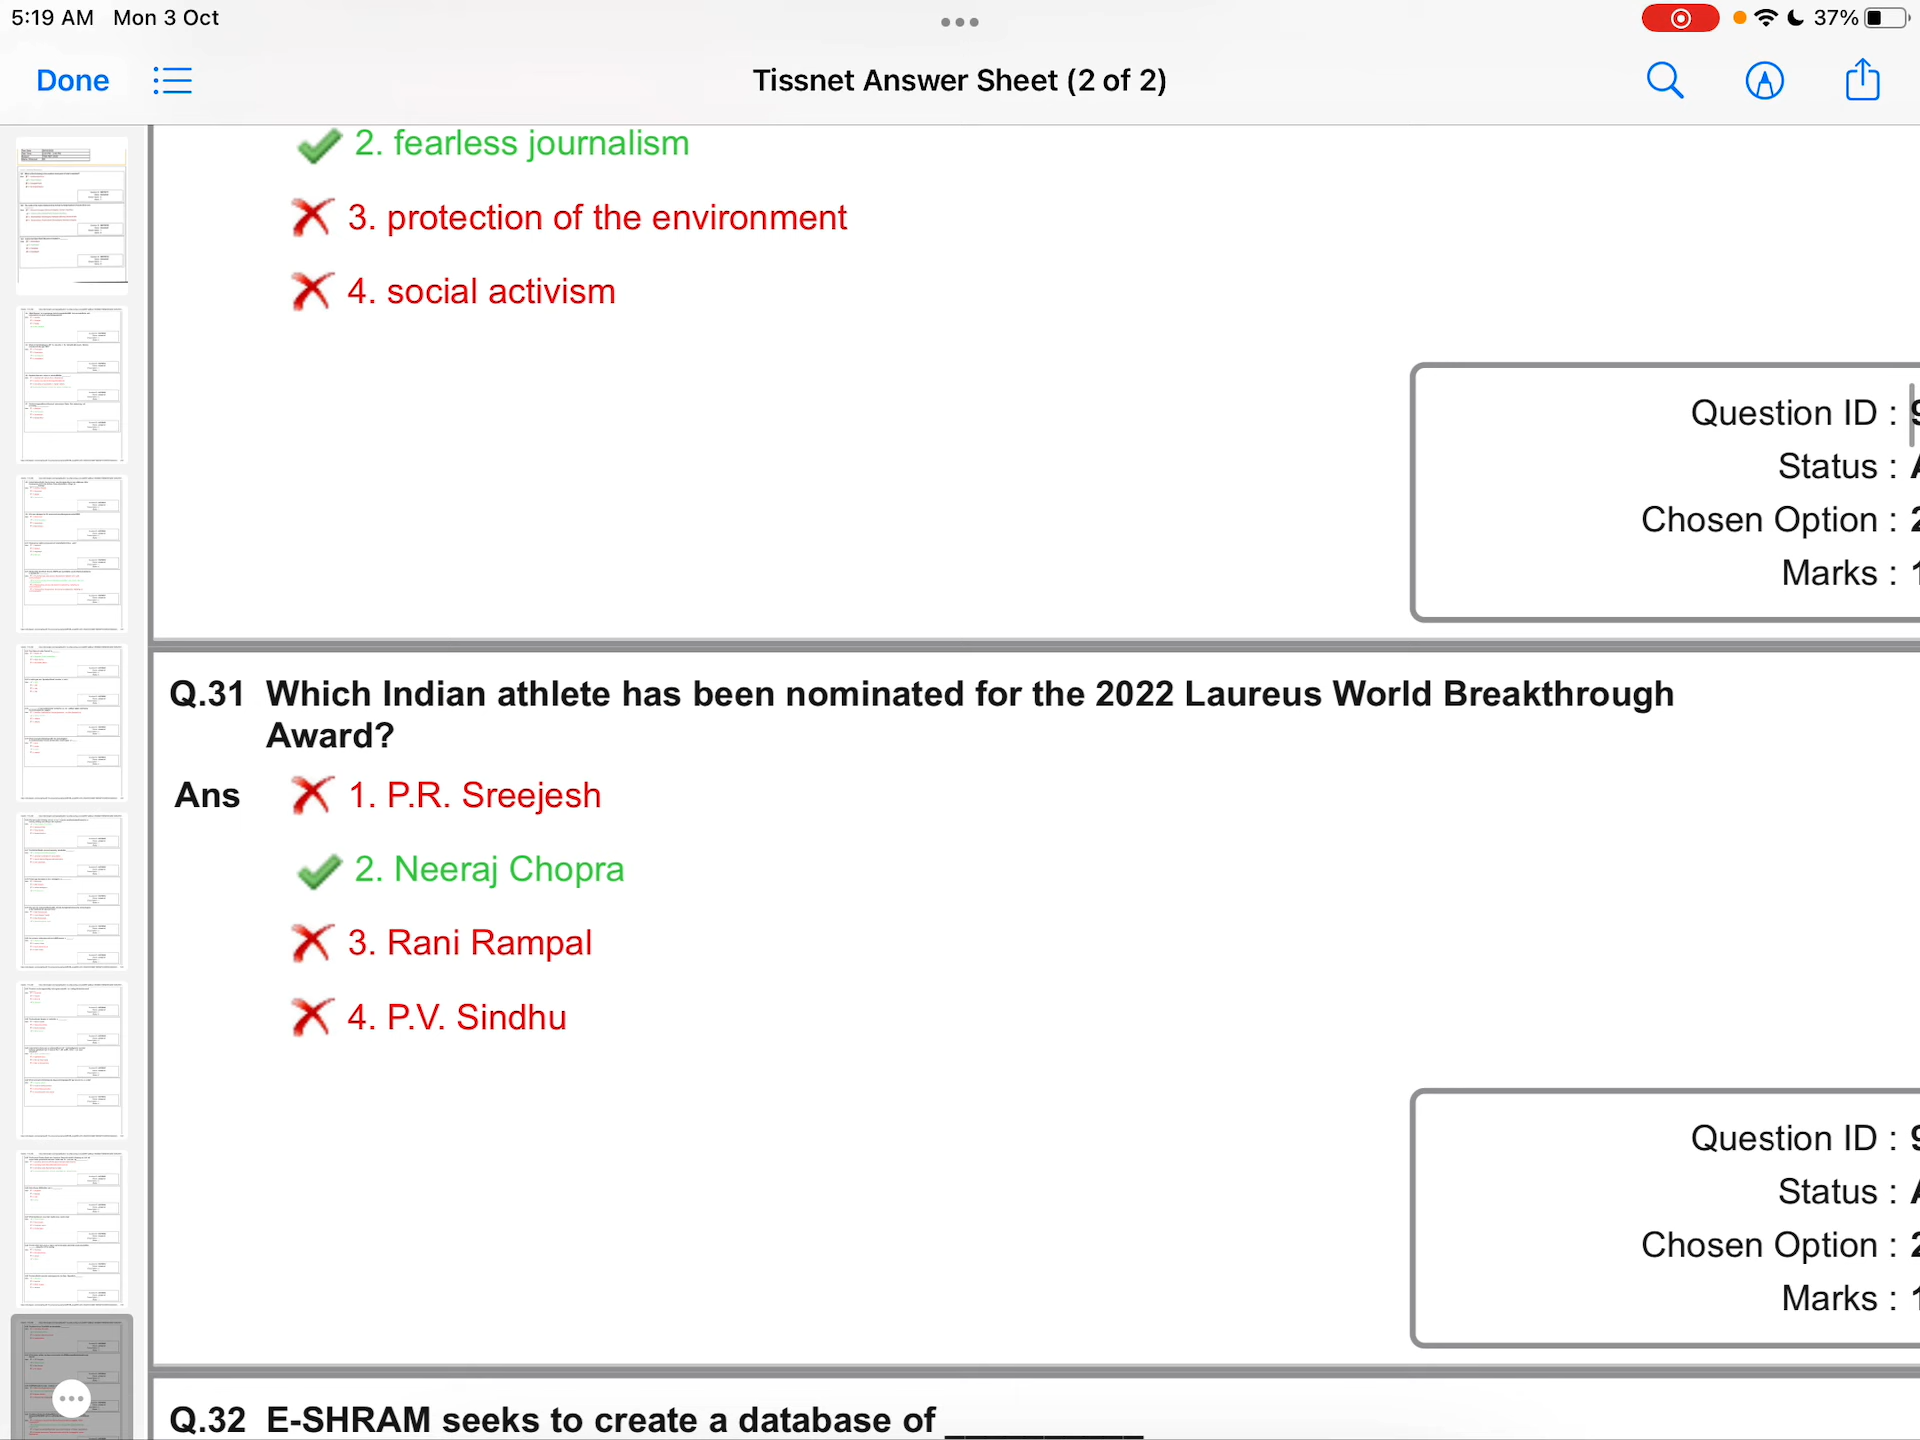 5:19 AM Mon 3 Oct
37%
Done
Tissnet Answer Sheet (2 of 2)
2. fearless journalism
3. protection of the environment
4. social activism
Question ID :
Status :
Chosen Option :
Marks :
Q.31 Which Indian athlete has been nominated for the 2022 Laureus World Breakthrough
Award?
Ans 1. P.R. Sreejesh
2. Neeraj Chopra
3. Rani Rampal
4. P.V. Sindhu
Question ID :
Status :
Chosen Option :
Marks :
Q.32 E-SHRAM seeks to create a database of __________